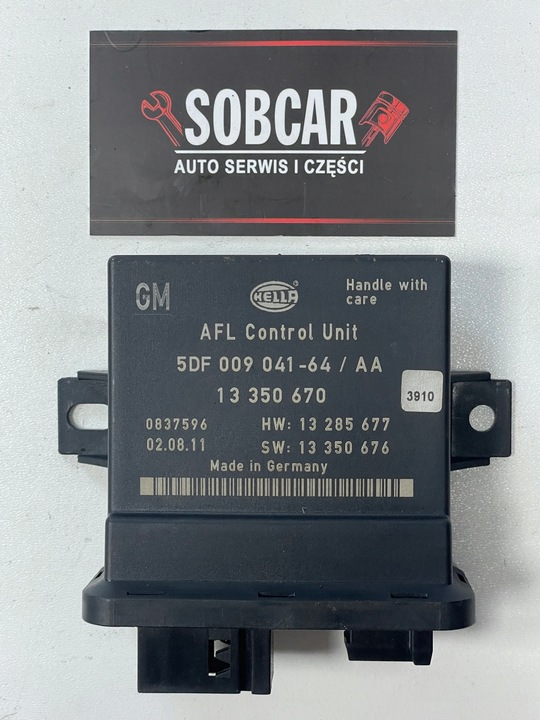 SOBCAR
AUTO SERWIS I CZĘŚCI
GM
HELLA
Handle with
care
AFL Control Unit
5DF 009 041-64 / AA
13 350 670
3910
0837596 HW: 13 285 677
02.08.11 SW: 13 350 676
Made in Germany